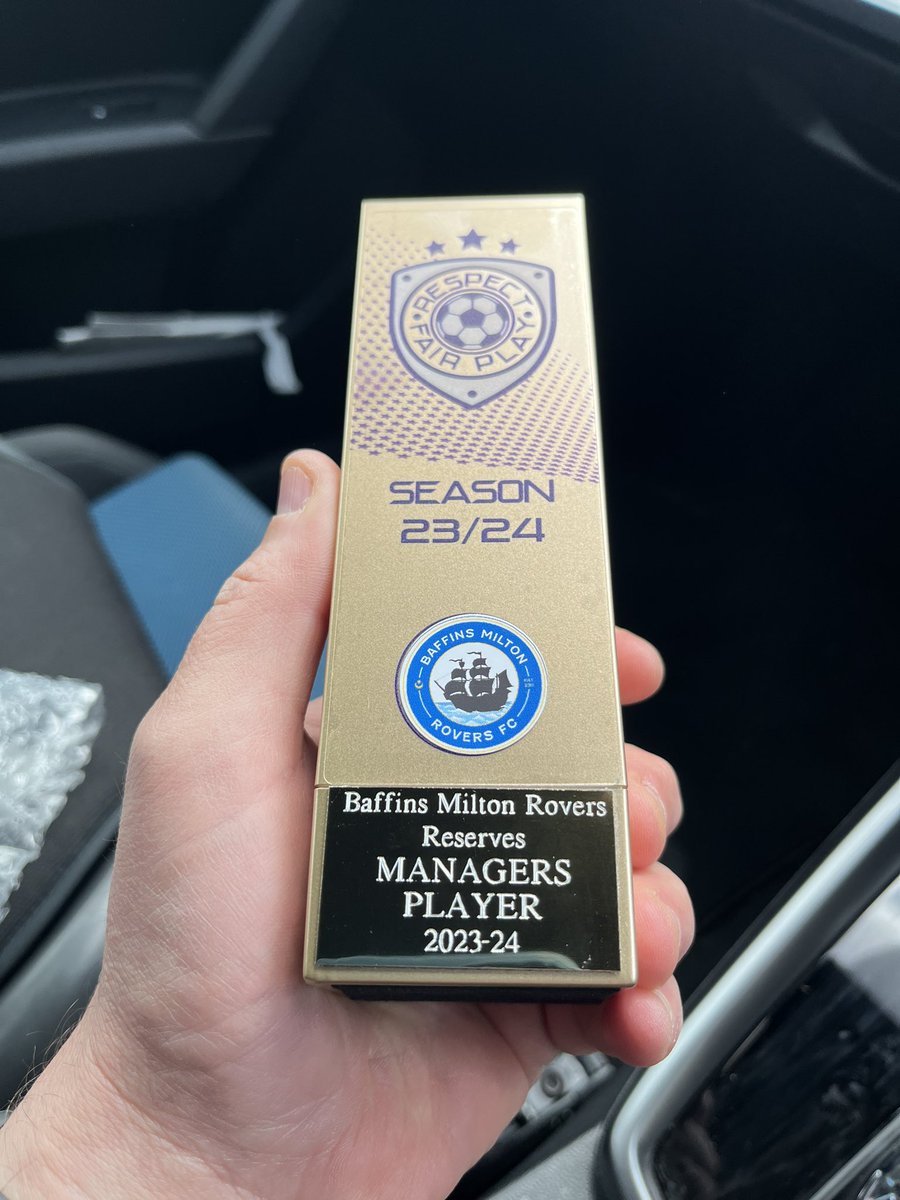 RESPECT
FAIR PLAY
SEASON
23/24
BAFFINS MILTON
ROVERS FC
Baffins Milton Rovers
Reserves
MANAGERS
PLAYER
2023-24